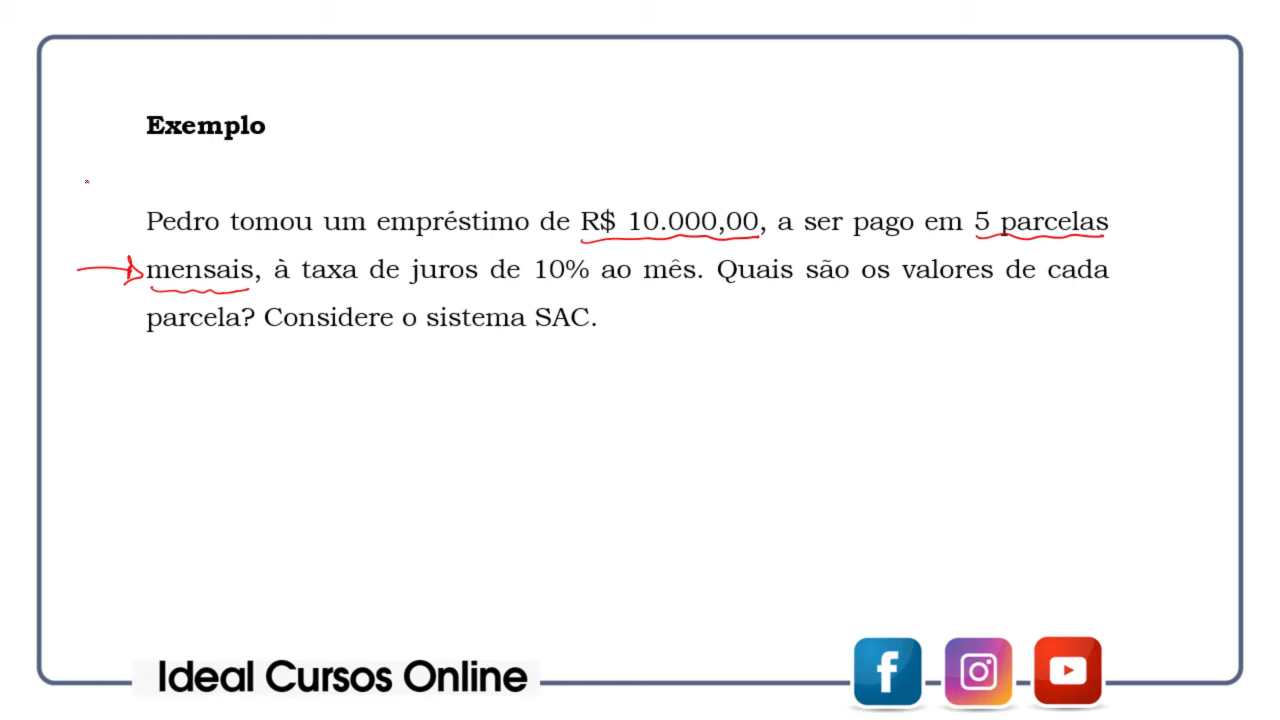 Exemplo
Pedro tomou um empréstimo de R$ 10.000,00, a ser pago em 5 parcelas
mensais, à taxa de juros de 10% ao mês. Quais são os valores de cada
parcela? Considere o sistema SAC.
Ideal Cursos Online